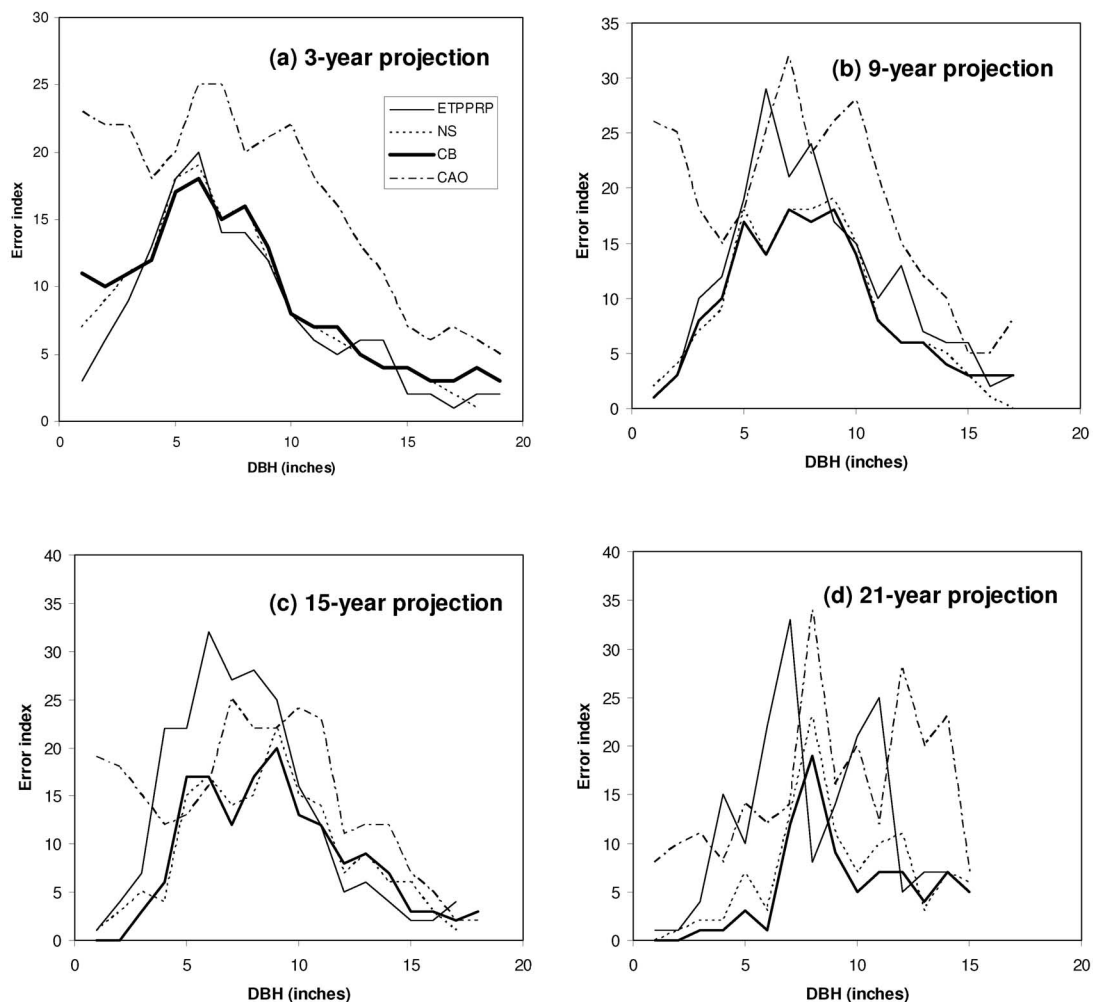 (a) 3-year projection
30
25
20
15
10
5
0
Error index
0 5 10 15 20
DBH (inches)
ETPPRP
NS
CB
CAO
(b) 9-year projection
35
30
25
20
15
10
5
0
Error index
0 5 10 15 20
DBH (inches)
(c) 15-year projection
40
35
30
25
20
15
10
5
0
Error index
0 5 10 15 20
DBH (inches)
(d) 21-year projection
40
35
30
25
20
15
10
5
0
Error index
0 5 10 15 20
DBH (inches)